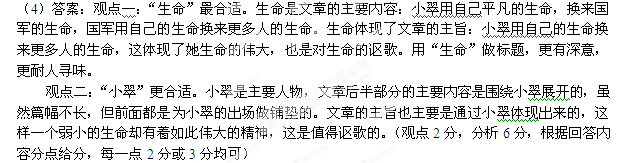 (4)答案：观点一：“生命”最合适。生命是文章的主要内容：小翠用自己平凡的生命，换来国
军的生命，国军用自己的生命换来更多人的生命。生命体现了文章的主旨：小翠用自己的生命换
来更多人的生命，这体现了她生命的伟大，也是对生命的讴歌。用“生命”做标题，更有深意，
更耐人寻味。
观点二：“小翠”更合适。小翠是主要人物，文章后半部分的主要内容是围绕小翠展开的，虽
然篇幅不长，但前面都是为小翠的出场做铺垫的。文章的主旨也主要是通过小翠体现出来的，这
样一个弱小的生命却有着如此伟大的精神，这是值得讴歌的。（观点 2 分，分析 6 分，根据回答内
容分点给分，每一点 2 分或 3 分均可）